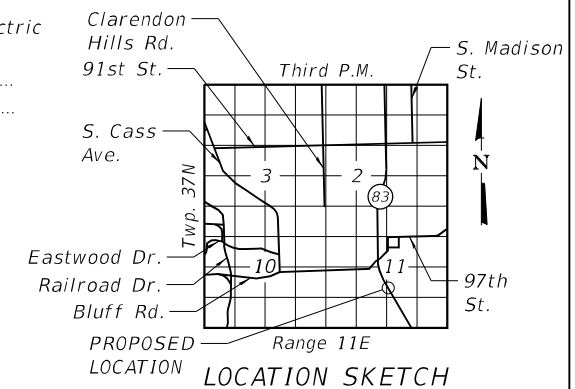 ctric
...
...
Clarendon
Hills Rd.
91st St.
Third P.M.
S. Madison
St.
S. Cass
Ave.
Twp. 37N
3
2
83
N
Eastwood Dr.
Railroad Dr.
Bluff Rd.
10
11
97th
St.
PROPOSED
LOCATION
Range 11E
LOCATION SKETCH